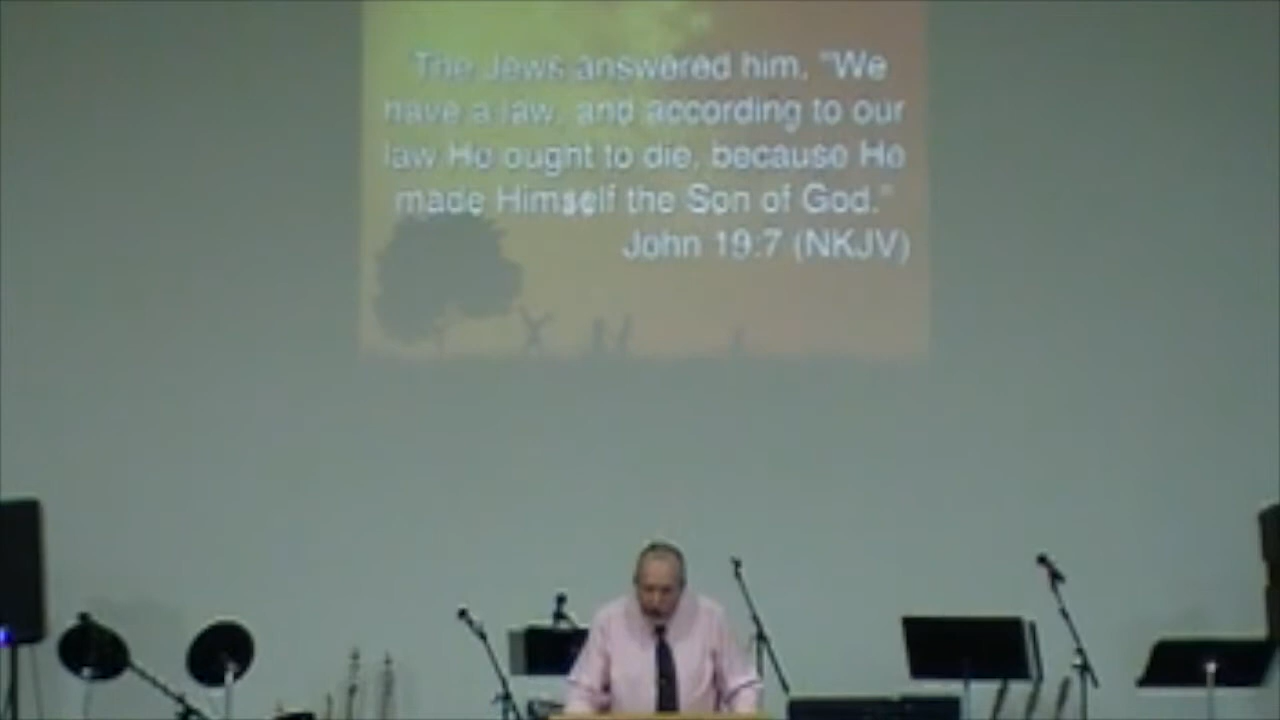 The Jews answered him, "We
have a law, and according to our
law He ought to die, because He
made Himself the Son of God."
John 19:7 (NKJV)